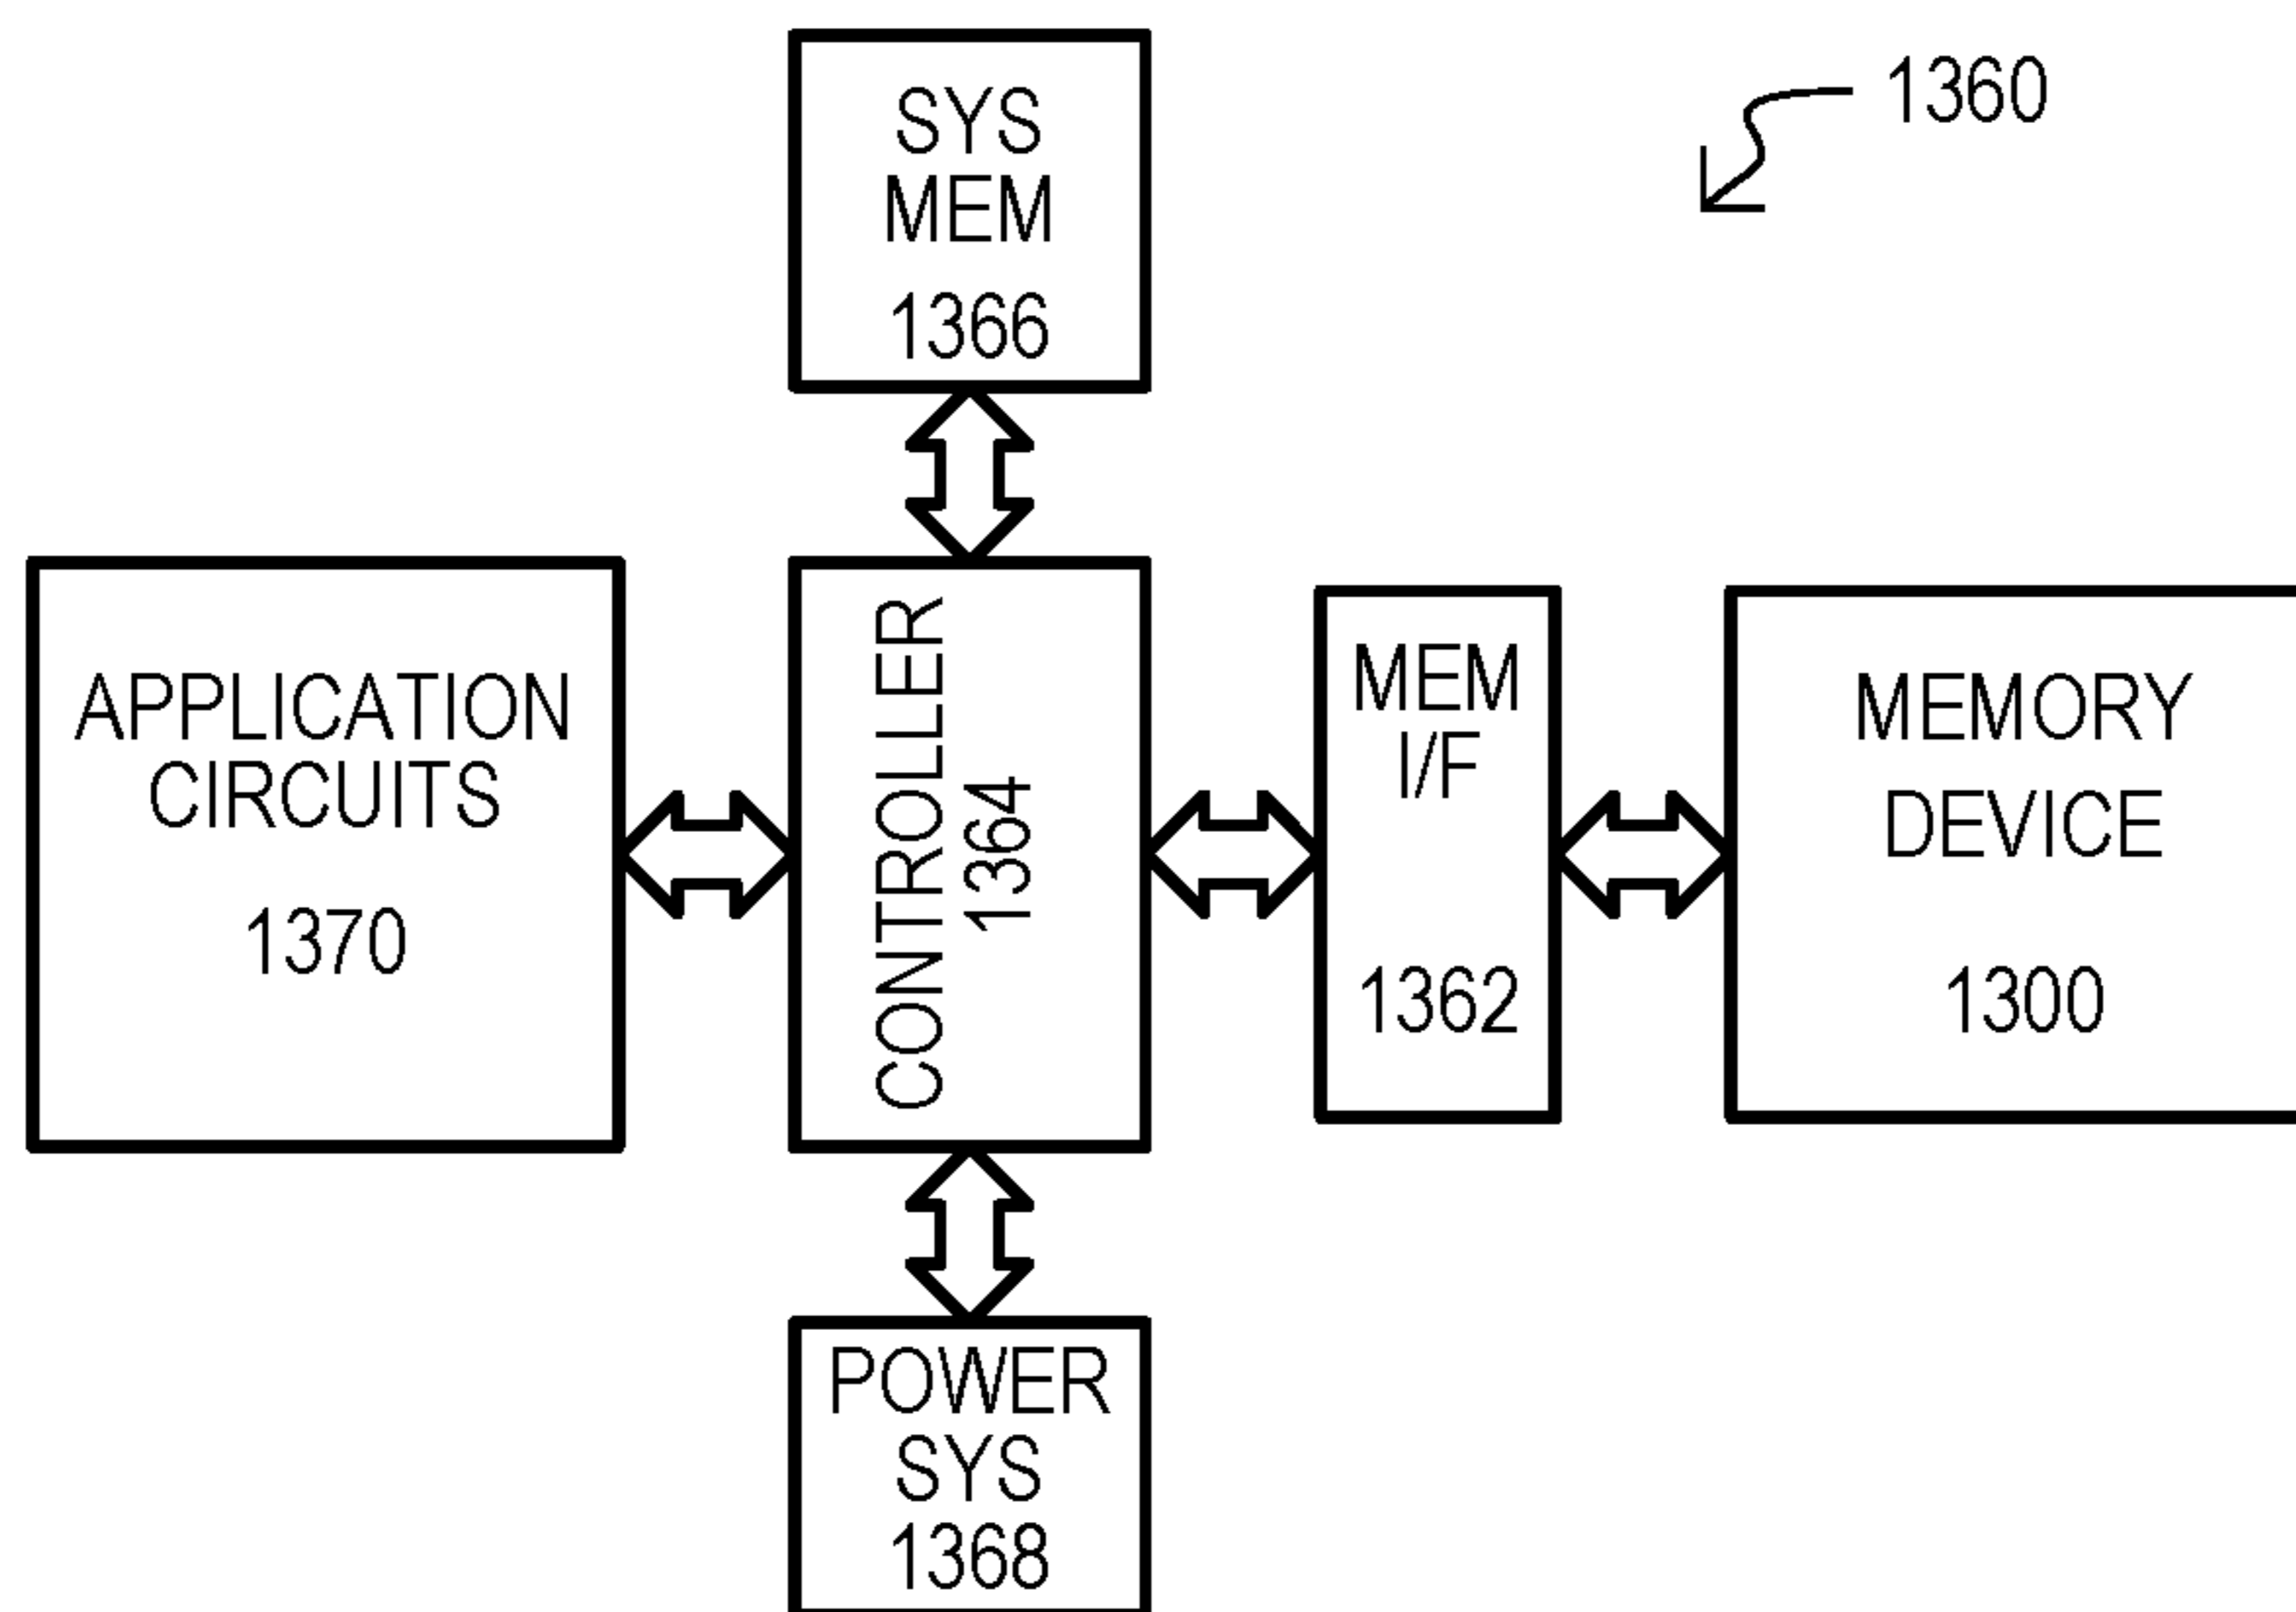 SYS
MEM
1366
1360
APPLICATION
CIRCUITS
1370
CONTROLLER
1364
MEM
I/F
1362
MEMORY
DEVICE
1300
POWER
SYS
1368